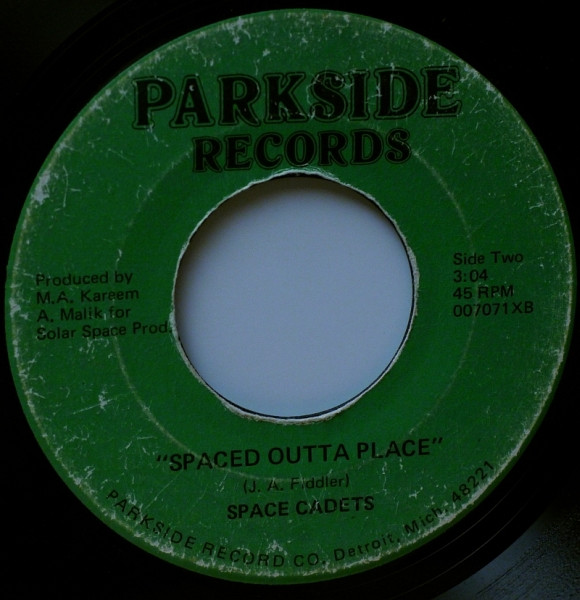 PARKSIDE
RECORDS
Produced by
M.A. Kareem
A. Malik for
Solar Space Prod.
Side Two
3:04
45 RPM
007071XB
"SPACED OUTTA PLACE"
(J. A. Fiddler)
SPACE CADETS
PARKSIDE RECORD CO. Detroit, Mich. 48221